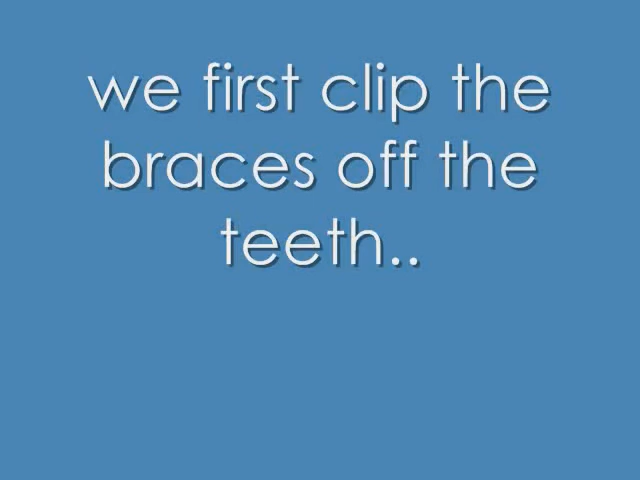 we first clip the
braces off the
teeth..